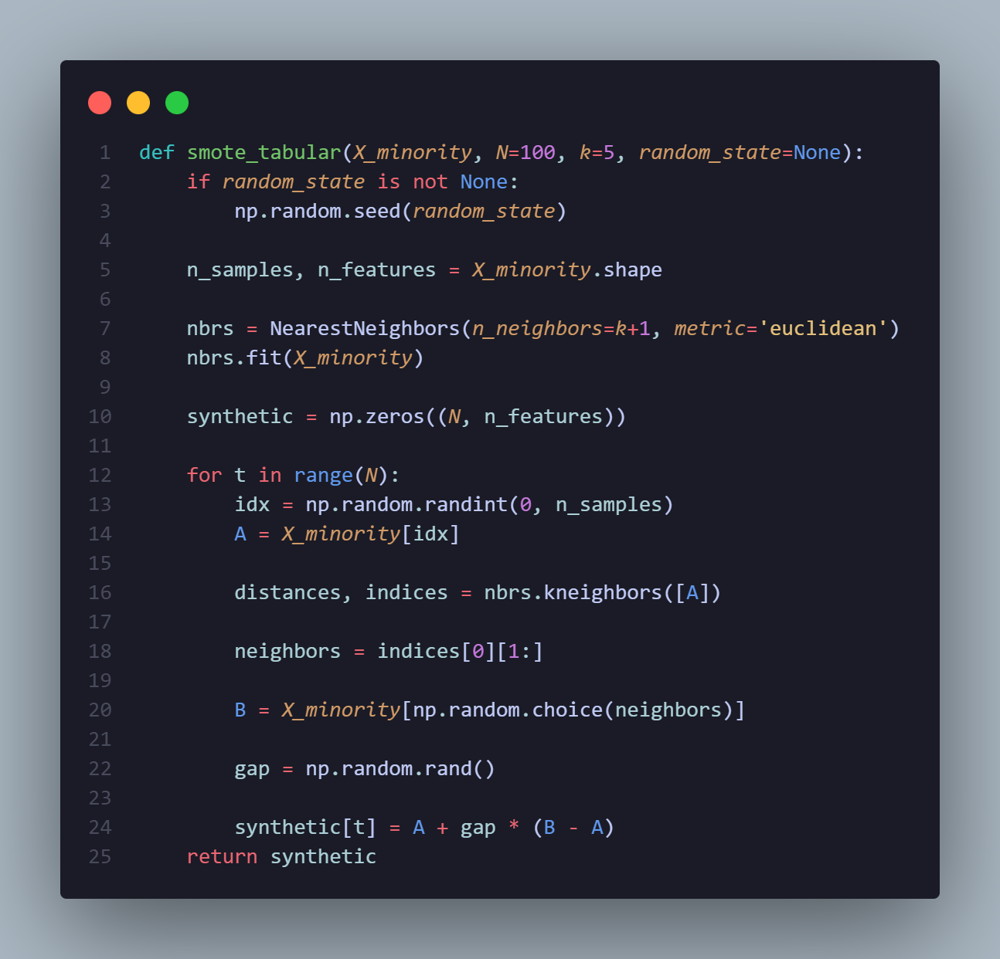 1 def smote_tabular(X_minority, N=100, k=5, random_state=None):
2     if random_state is not None:
3         np.random.seed(random_state)
4
5     n_samples, n_features = X_minority.shape
6
7     nbrs = NearestNeighbors(n_neighbors=k+1, metric='euclidean')
8     nbrs.fit(X_minority)
9
10     synthetic = np.zeros((N, n_features))
11
12     for t in range(N):
13         idx = np.random.randint(0, n_samples)
14         A = X_minority[idx]
15
16         distances, indices = nbrs.kneighbors([A])
17
18         neighbors = indices[0][1:]
19
20         B = X_minority[np.random.choice(neighbors)]
21
22         gap = np.random.rand()
23
24         synthetic[t] = A + gap * (B - A)
25     return synthetic